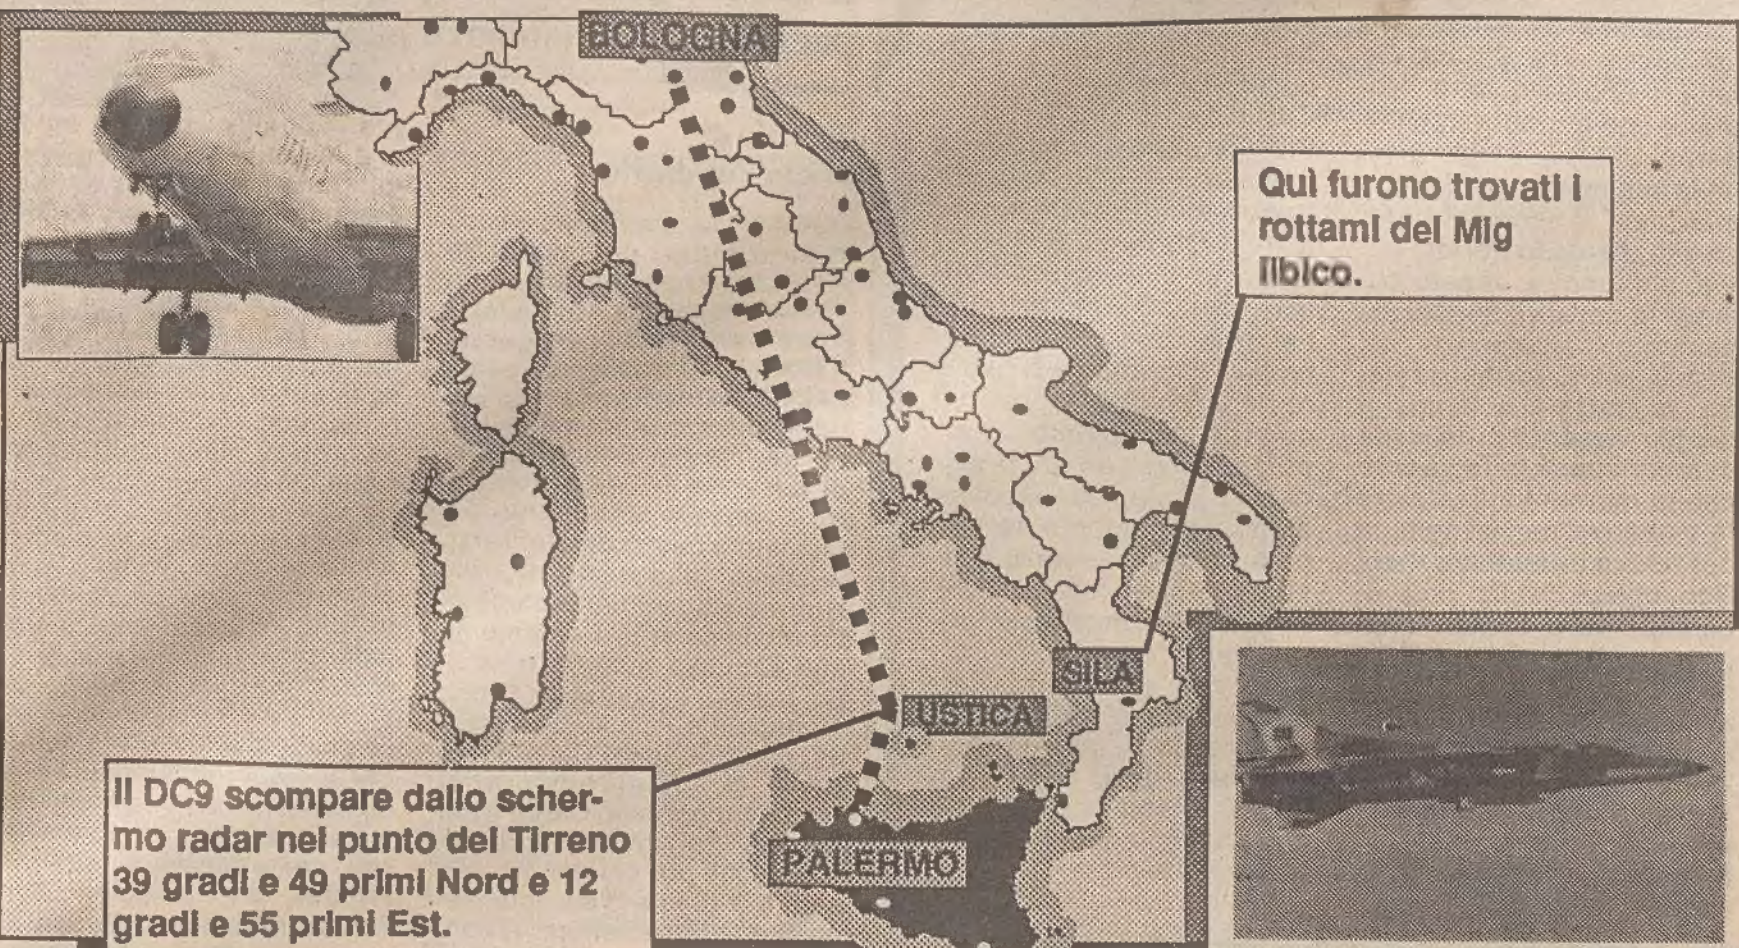 BOLOGNA
Quì furono trovati i
rottami del Mig
libico.
SILA
USTICA
Il DC9 scompare dallo scher-
mo radar nel punto del Tirreno
39 gradi e 49 primi Nord e 12
gradi e 55 primi Est.
PALERMO